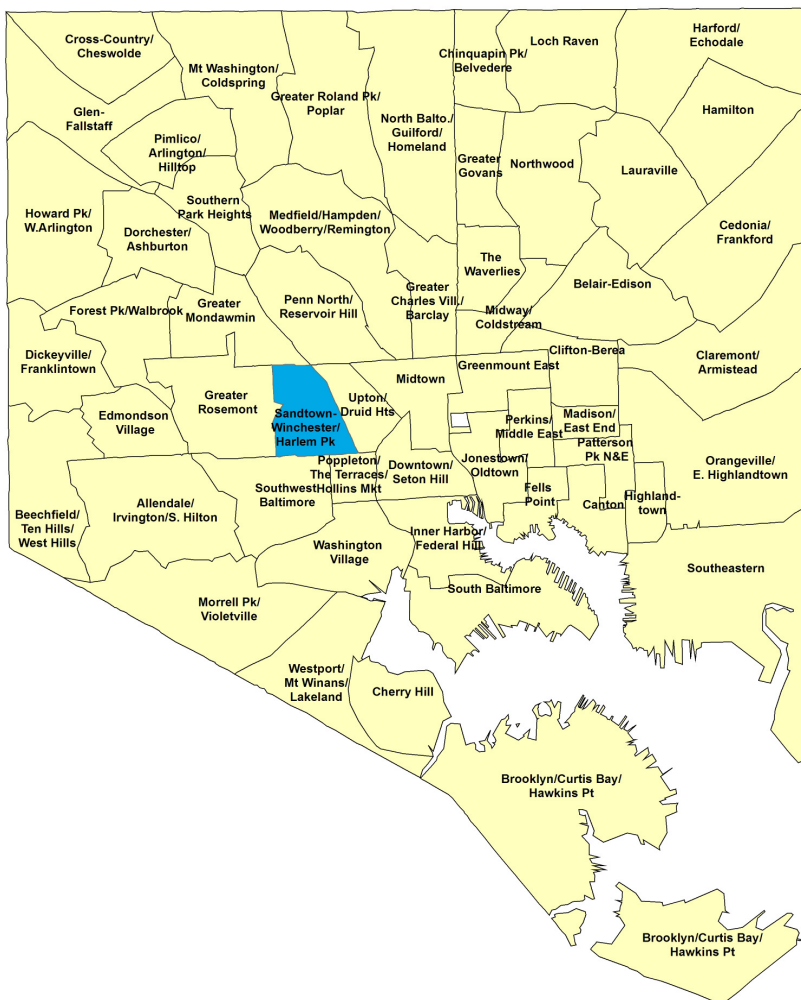 Cross-Country/
Cheswolde
Mt Washington/
Coldspring
Greater Roland Pk/
Poplar
North Balto./
Guilford/
Homeland
Chinquapin Pk/
Belvedere
Loch Raven
Harford/
Echodale
Glen-
Fallstaff
Pimlico/
Arlington/
Hilltop
Greater
Govans
Northwood
Lauraville
Hamilton
Howard Pk/
W.Arlington
Dorchester/
Ashburton
Southern
Park Heights
Medfield/Hampden/
Woodberry/Remington
The
Waverlies
Cedonia/
Frankford
Belair-Edison
Forest Pk/Walbrook
Greater
Mondawmin
Penn North/
Reservoir Hill
Greater
Charles Vill./
Barclay
Midway/
Coldstream
Dickeyville/
Franklintown
Clifton-Berea
Claremont/
Armistead
Greenmount East
Midtown
Edmondson
Village
Greater
Rosemont
Sandtown-
Winchester/
Harlem Pk
Upton/
Druid Hts
Perkins/
Middle East
Madison/
East End
Patterson
Pk N&E
Orangeville/
E. Highlandtown
Beechfield/
Ten Hills/
West Hills
Allendale/
Irvington/S. Hilton
Southwest
Baltimore
Poppleton/
The Terraces/
Hollins Mkt
Downtown/
Seton Hill
Jonestown/
Oldtown
Fells
Point
Canton
Highland-
town
Washington
Village
Inner Harbor/
Federal Hill
Southeastern
South Baltimore
Morrell Pk/
Violetville
Westport/
Mt Winans/
Lakeland
Cherry Hill
Brooklyn/Curtis Bay/
Hawkins Pt
Brooklyn/Curtis Bay/
Hawkins Pt